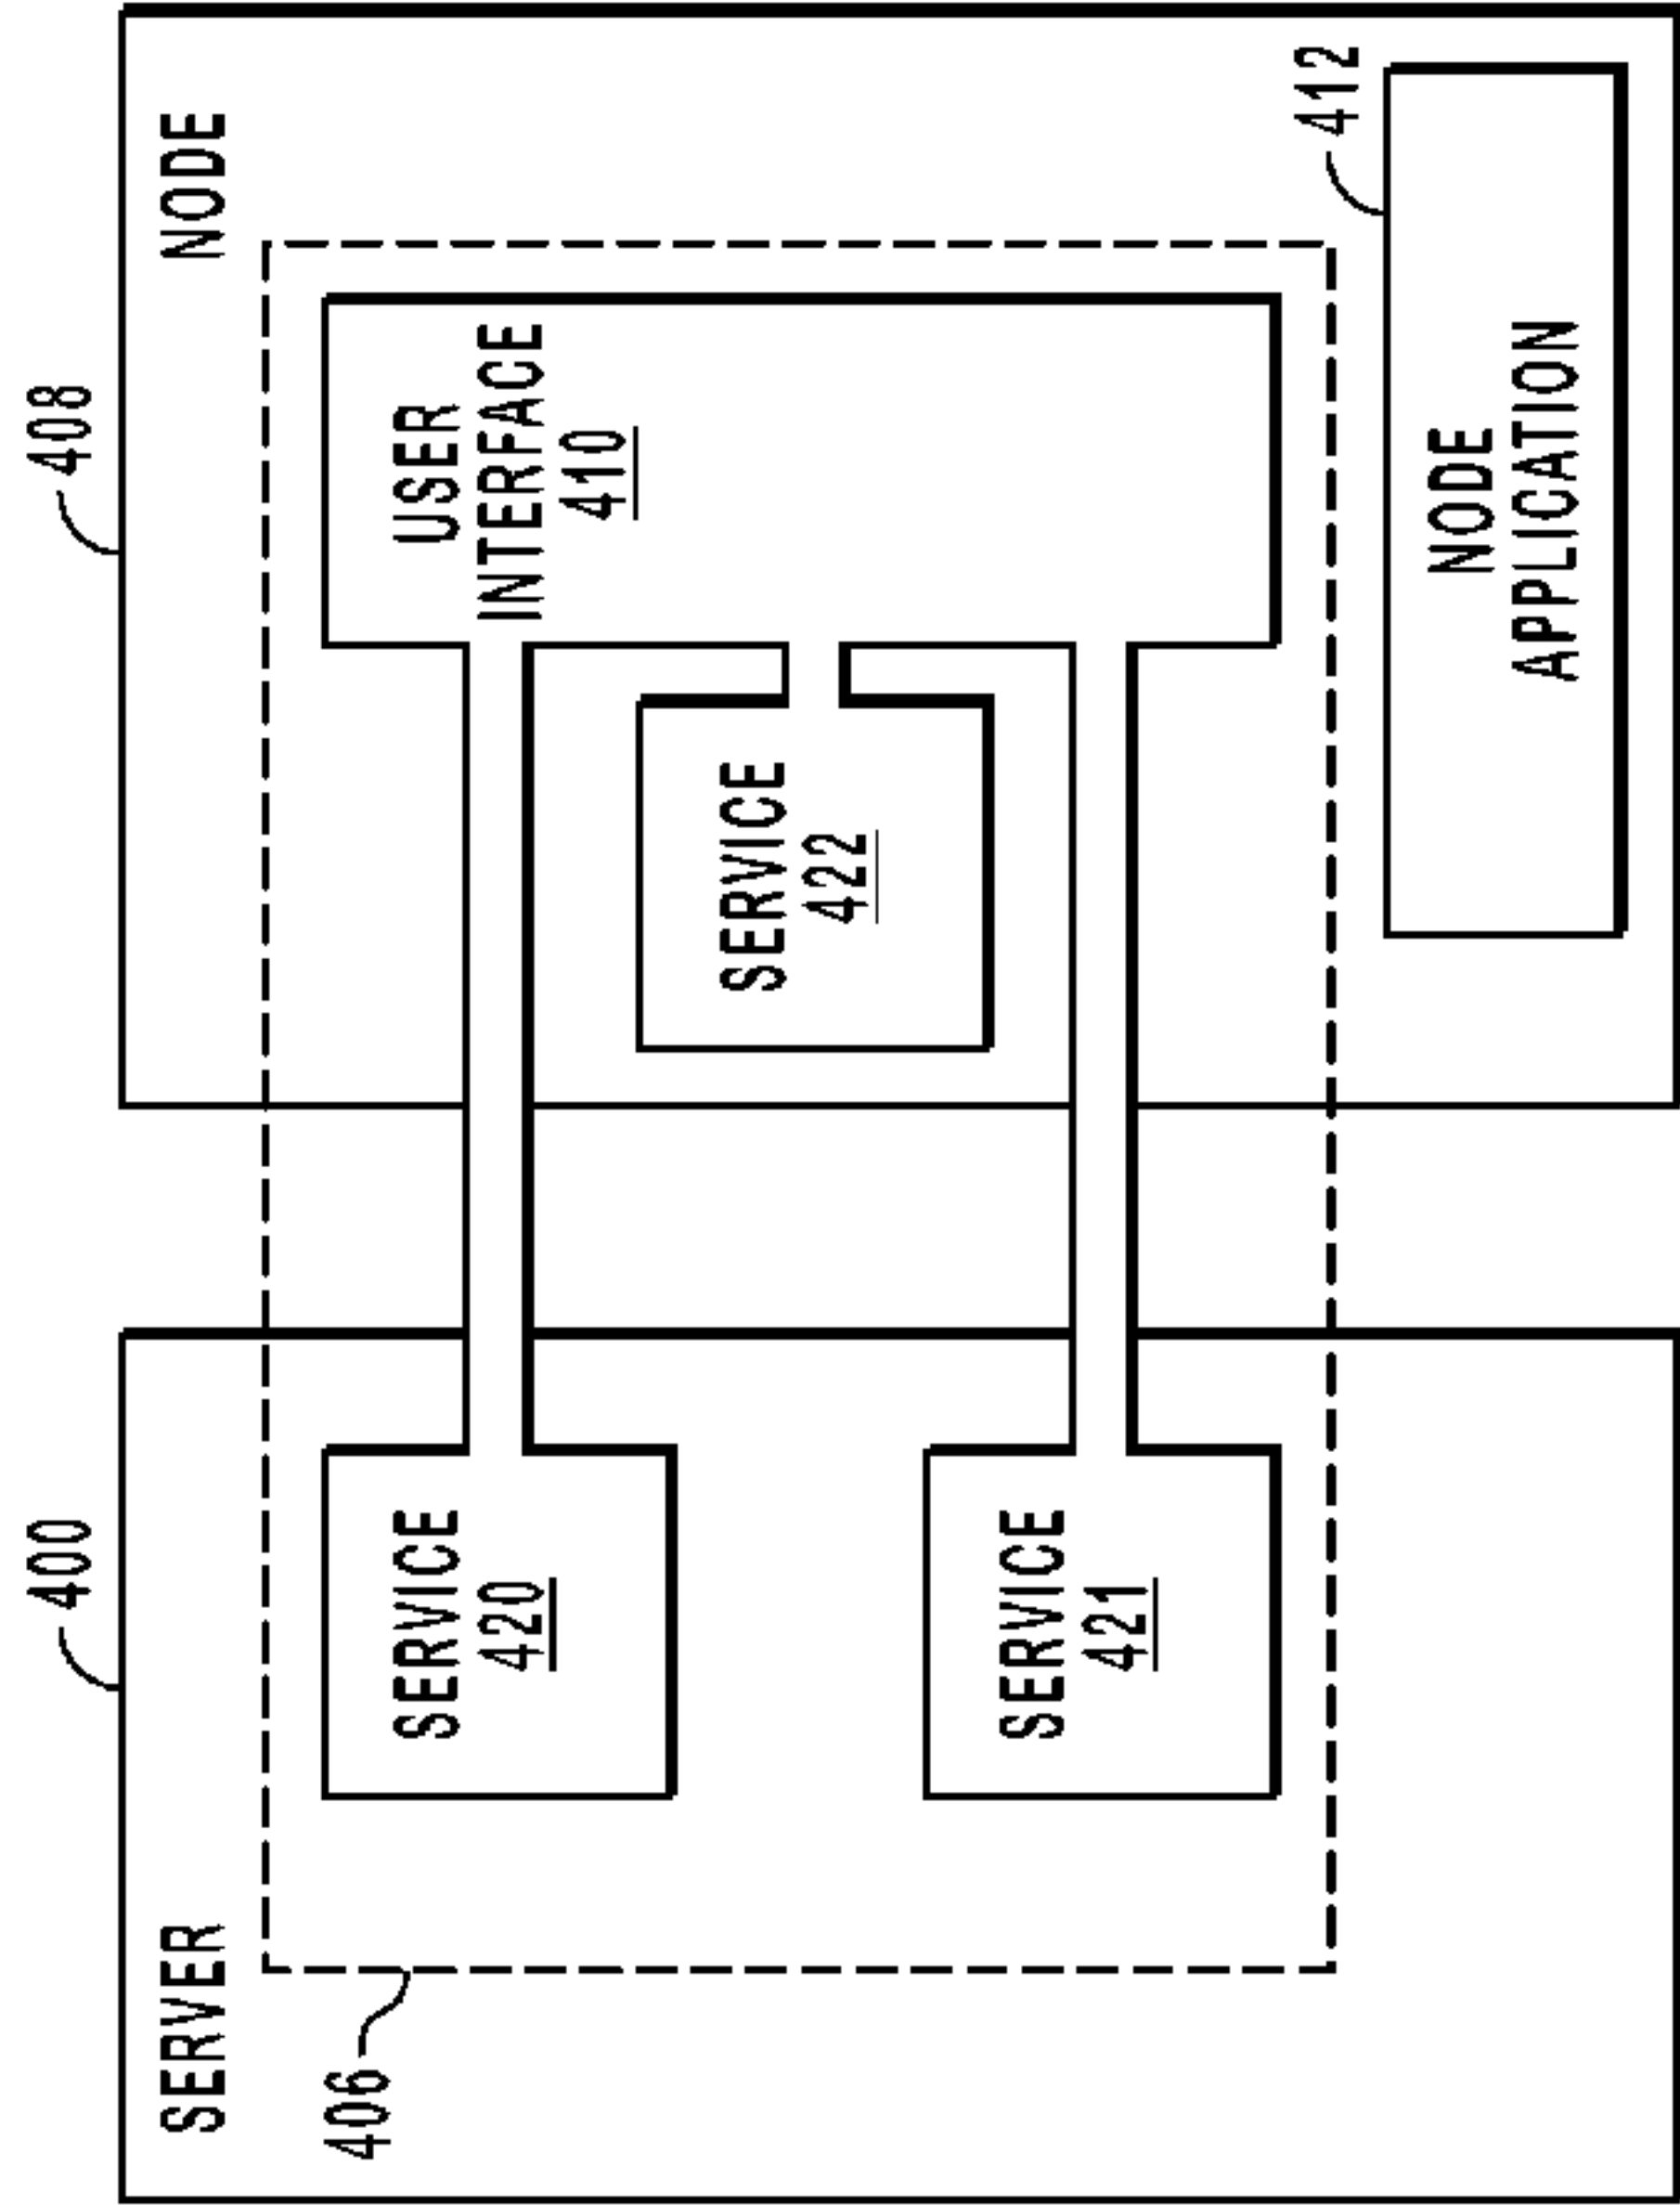 400
408
SERVER
NODE
406
SERVICE
420
USER
INTERFACE
410
SERVICE
422
SERVICE
421
412
NODE
APPLICATION